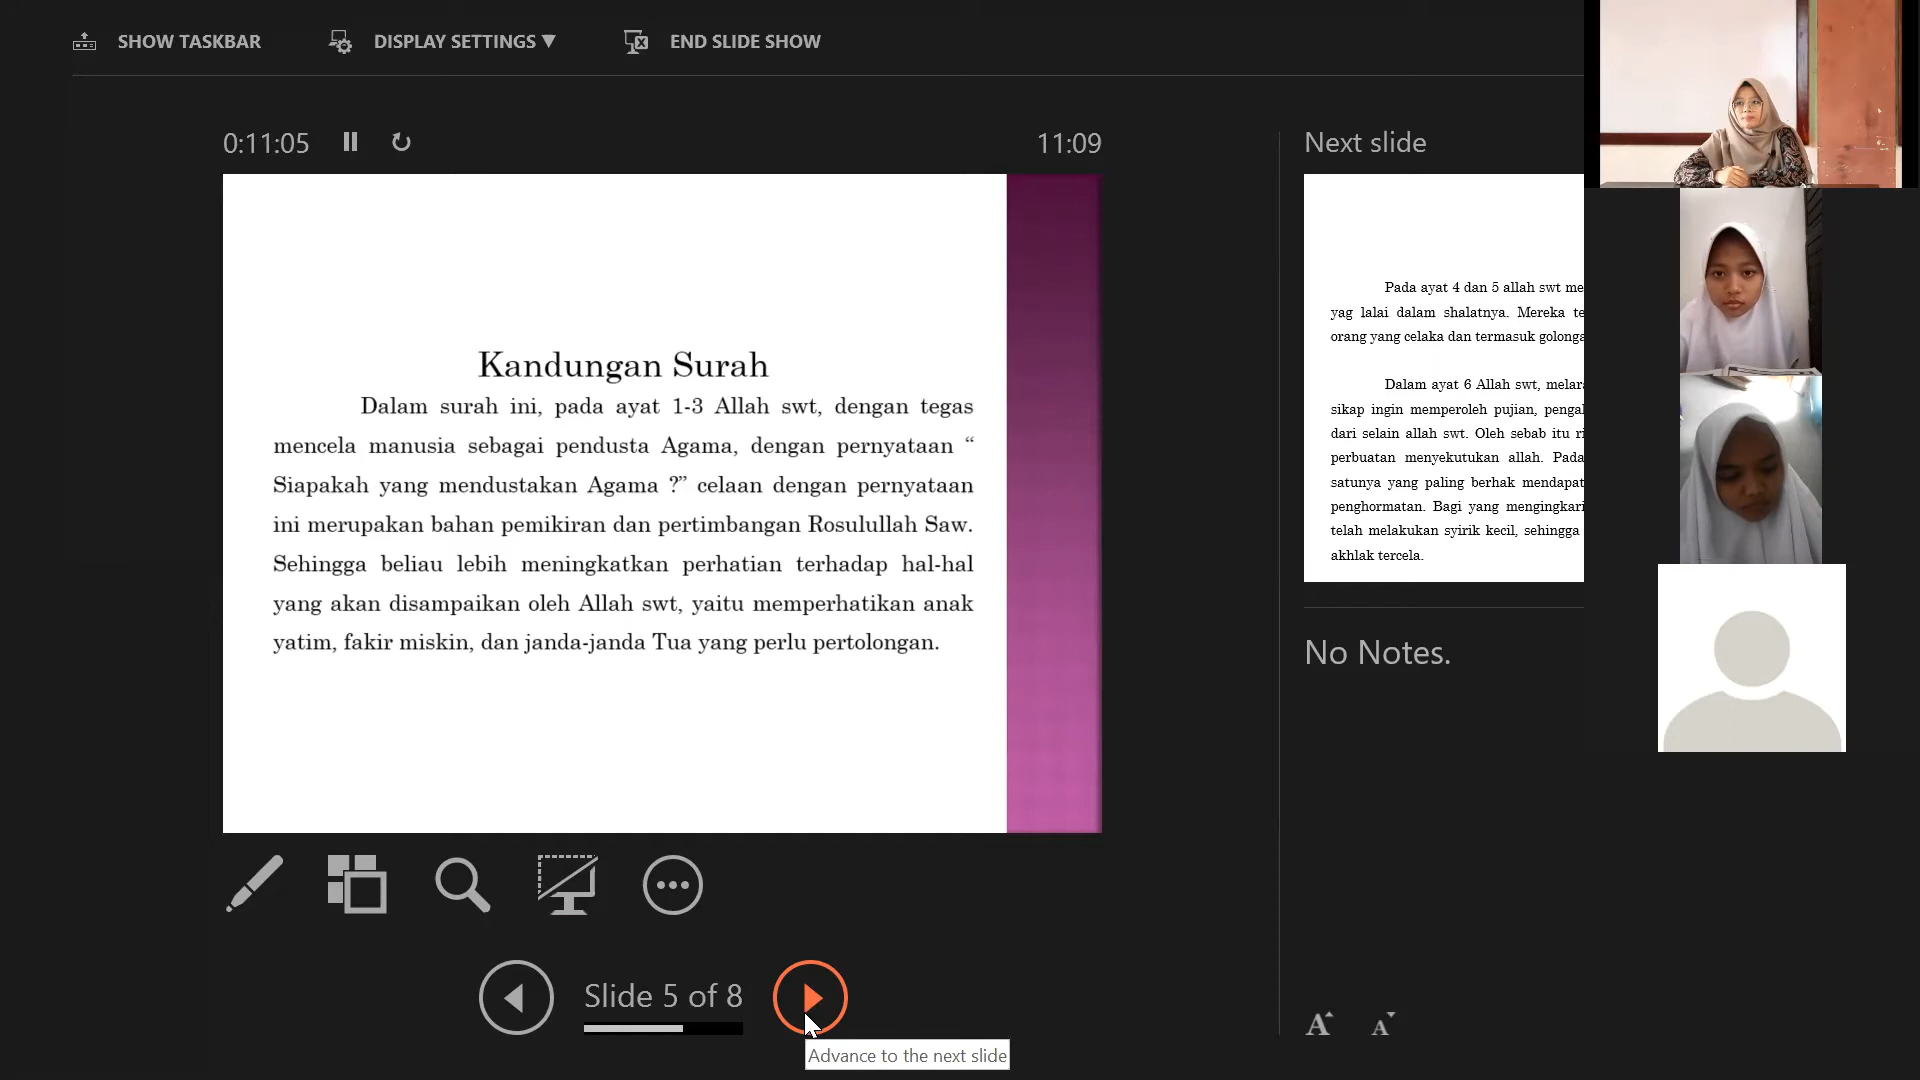 SHOW TASKBAR
DISPLAY SETTINGS ▼
END SLIDE SHOW
0:11:05
11:09
Next slide
Kandungan Surah
Dalam surah ini, pada ayat 1-3 Allah swt, dengan tegas
mencela manusia sebagai pendusta Agama, dengan pernyataan “
Siapakah yang mendustakan Agama ?” celaan dengan pernyataan
ini merupakan bahan pemikiran dan pertimbangan Rosulullah Saw.
Sehingga beliau lebih meningkatkan perhatian terhadap hal-hal
yang akan disampaikan oleh Allah swt, yaitu memperhatikan anak
yatim, fakir miskin, dan janda-janda Tua yang perlu pertolongan.
Pada ayat 4 dan 5 allah swt me
yag lalai dalam shalatnya. Mereka te
orang yang celaka dan termasuk golonga
Dalam ayat 6 Allah swt, melara
sikap ingin memperoleh pujian, pengal
dari selain allah swt. Oleh sebab itu ri
perbuatan menyekutukan allah. Pada
satunya yang paling berhak mendapat
penghormatan. Bagi yang mengingkari
telah melakukan syirik kecil, sehingga
akhlak tercela.
No Notes.
Slide 5 of 8
Advance to the next slide
A A